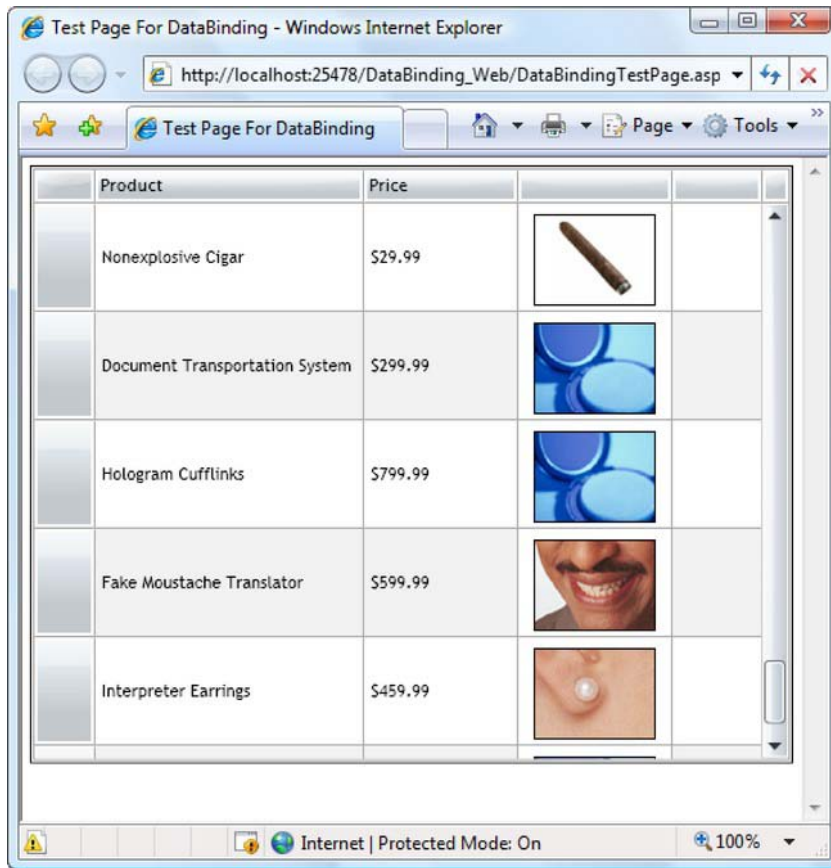 Test Page For DataBinding - Windows Internet Explorer
http://localhost:25478/DataBinding_Web/DataBindingTestPage.asp
Test Page For DataBinding
Page
Tools
Product Price
Nonexplosive Cigar $29.99
Document Transportation System $299.99
Hologram Cufflinks $799.99
Fake Moustache Translator $599.99
Interpreter Earrings $459.99
Internet | Protected Mode: On
100%